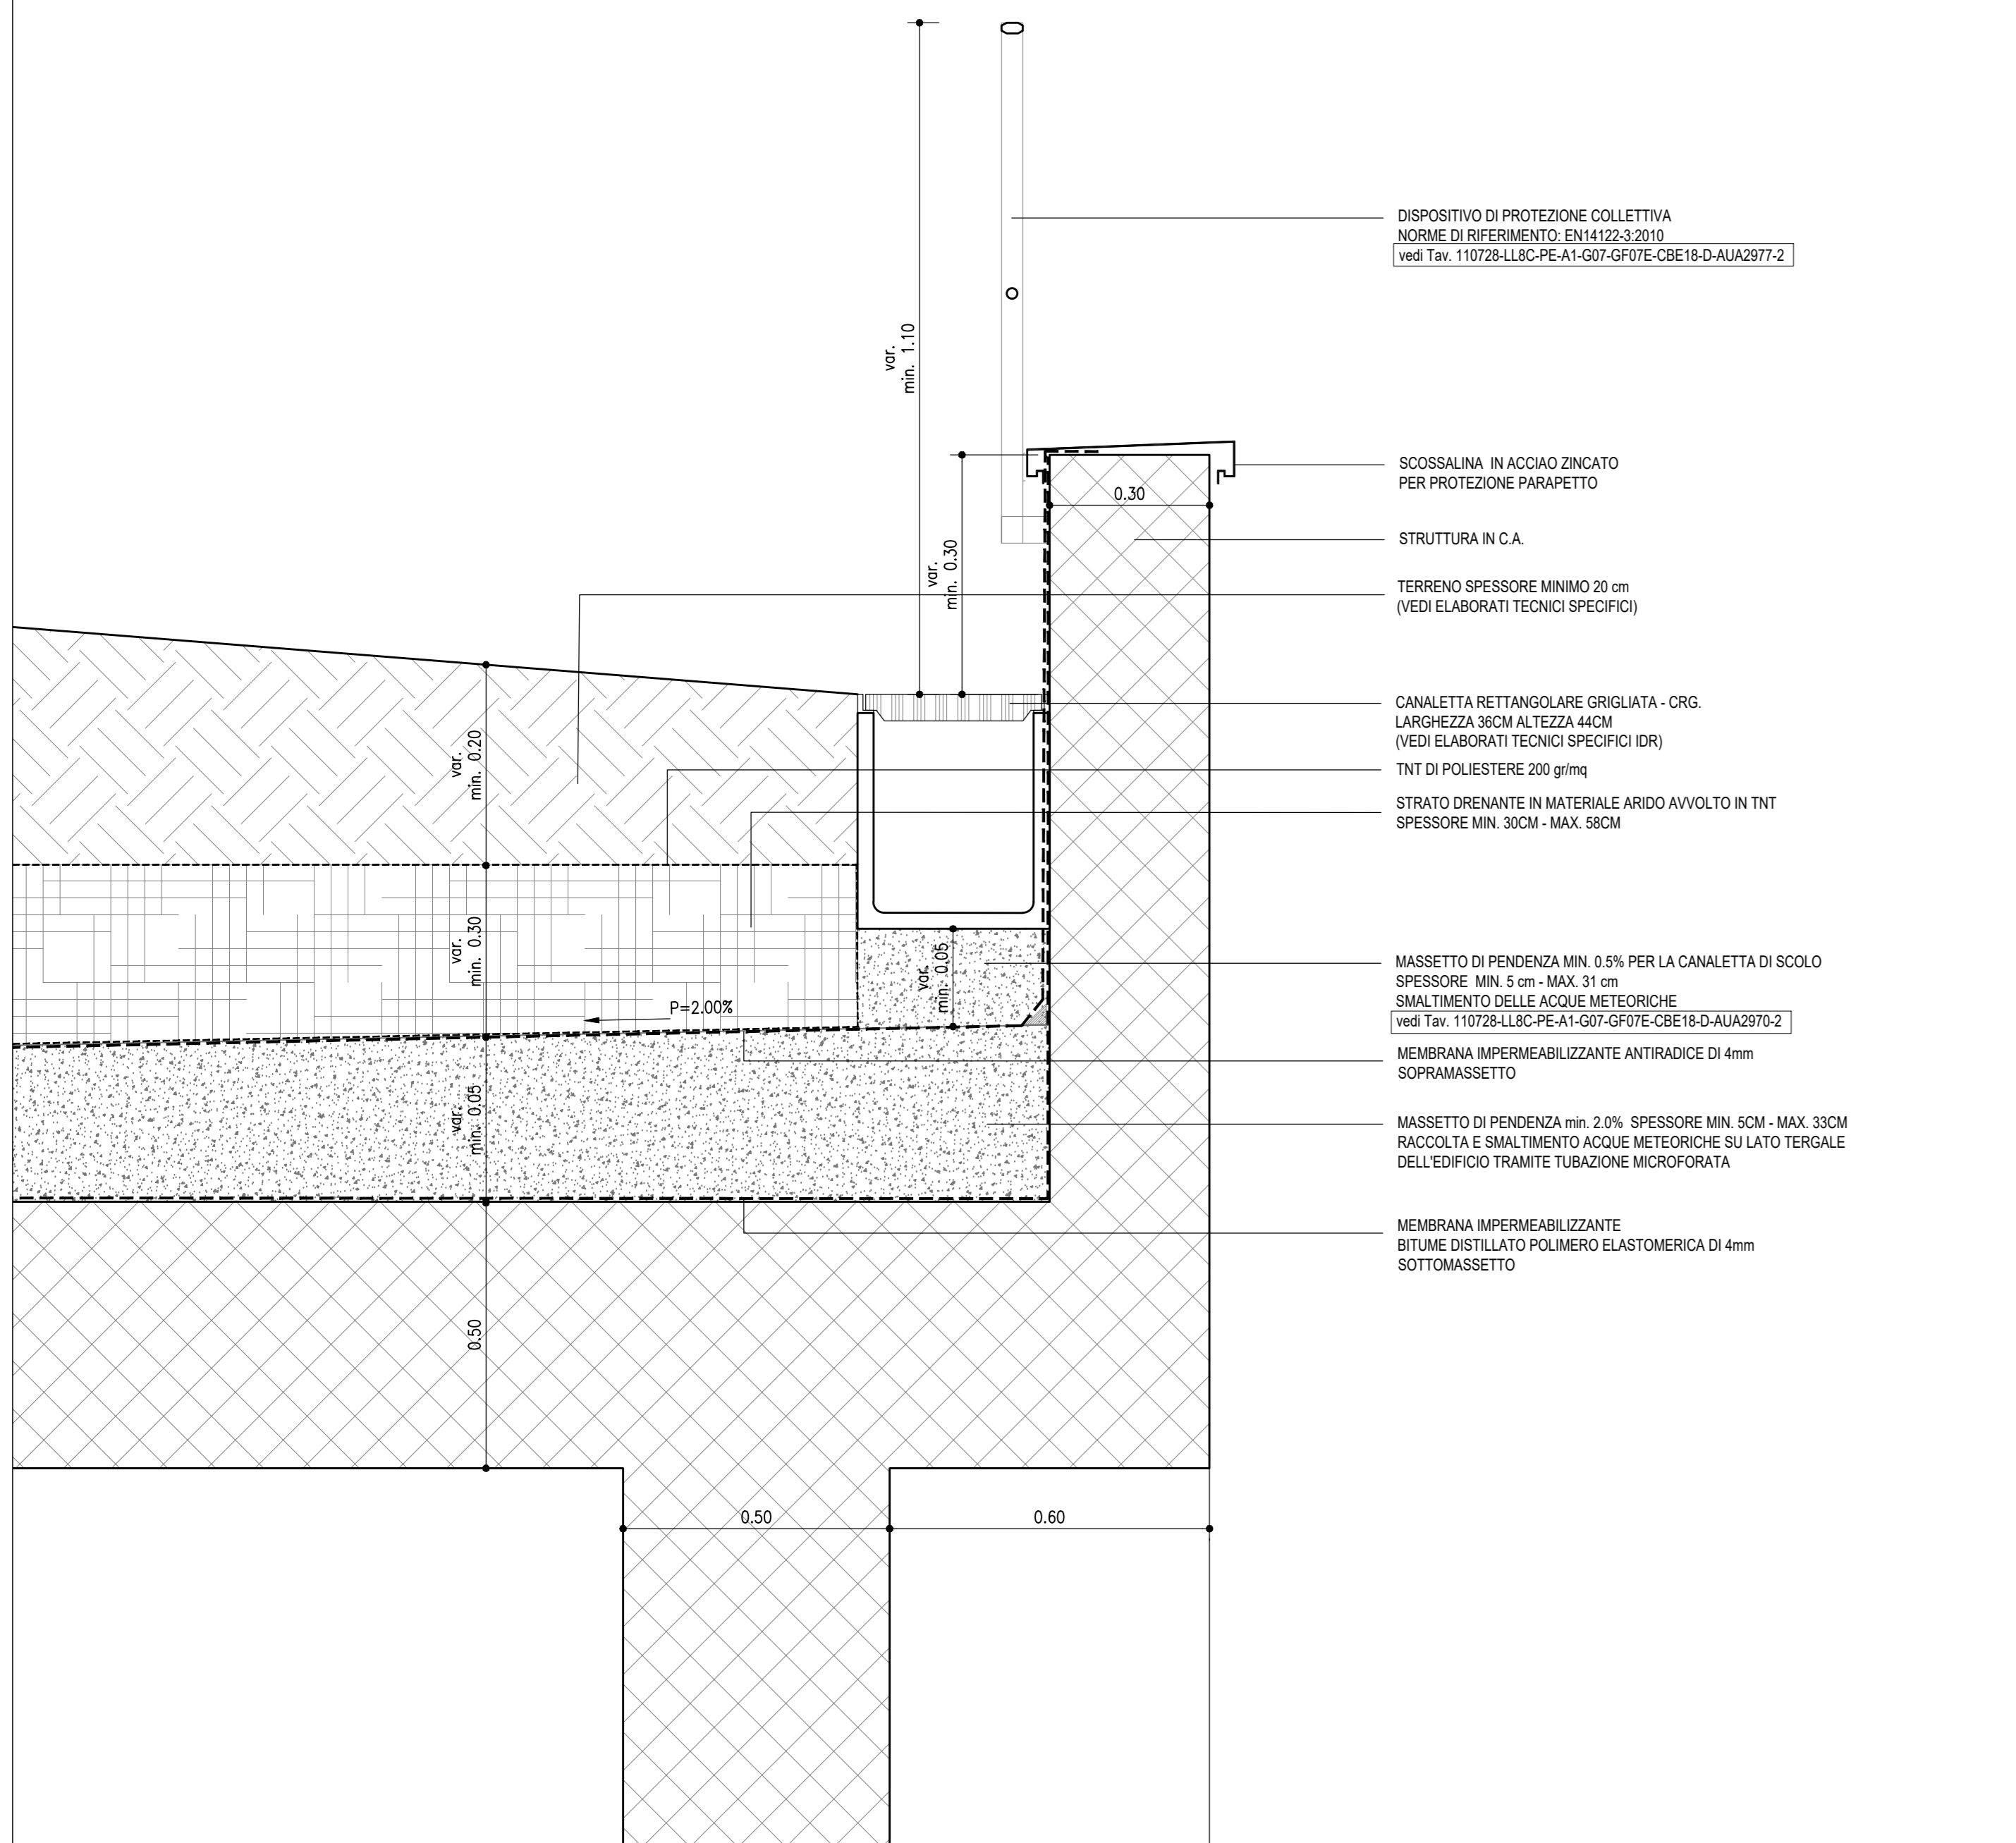 DISPOSITIVO DI PROTEZIONE COLLETTIVA
NORME DI RIFERIMENTO: EN14122-3:2010
vedi Tav. 110728-LL8C-PE-A1-G07-GF07E-CBE18-D-AUA2977-2
var.
min. 1.10
SCOSSALINA IN ACCIAO ZINCATO
PER PROTEZIONE PARAPETTO
0.30
STRUTTURA IN C.A.
var.
min. 0.30
TERRENO SPESSORE MINIMO 20 cm
(VEDI ELABORATI TECNICI SPECIFICI)
CANALETTA RETTANGOLARE GRIGLIATA - CRG.
LARGHEZZA 36CM ALTEZZA 44CM
(VEDI ELABORATI TECNICI SPECIFICI IDR)
var.
min. 0.20
TNT DI POLIESTERE 200 gr/mq
STRATO DRENANTE IN MATERIALE ARIDO AVVOLTO IN TNT
SPESSORE MIN. 30CM - MAX. 58CM
var.
min. 0.30
var.
min. 0.05
MASSETTO DI PENDENZA MIN. 0.5% PER LA CANALETTA DI SCOLO
SPESSORE MIN. 5 cm - MAX. 31 cm
SMALTIMENTO DELLE ACQUE METEORICHE
vedi Tav. 110728-LL8C-PE-A1-G07-GF07E-CBE18-D-AUA2970-2
P=2.00%
MEMBRANA IMPERMEABILIZZANTE ANTIRADICE DI 4mm
SOPRAMASSETTO
var.
min. 0.05
MASSETTO DI PENDENZA min. 2.0% SPESSORE MIN. 5CM - MAX. 33CM
RACCOLTA E SMALTIMENTO ACQUE METEORICHE SU LATO TERGALE
DELL'EDIFICIO TRAMITE TUBAZIONE MICROFORATA
MEMBRANA IMPERMEABILIZZANTE
BITUME DISTILLATO POLIMERO ELASTOMERICA DI 4mm
SOTTOMASSETTO
0.50
0.50
0.60